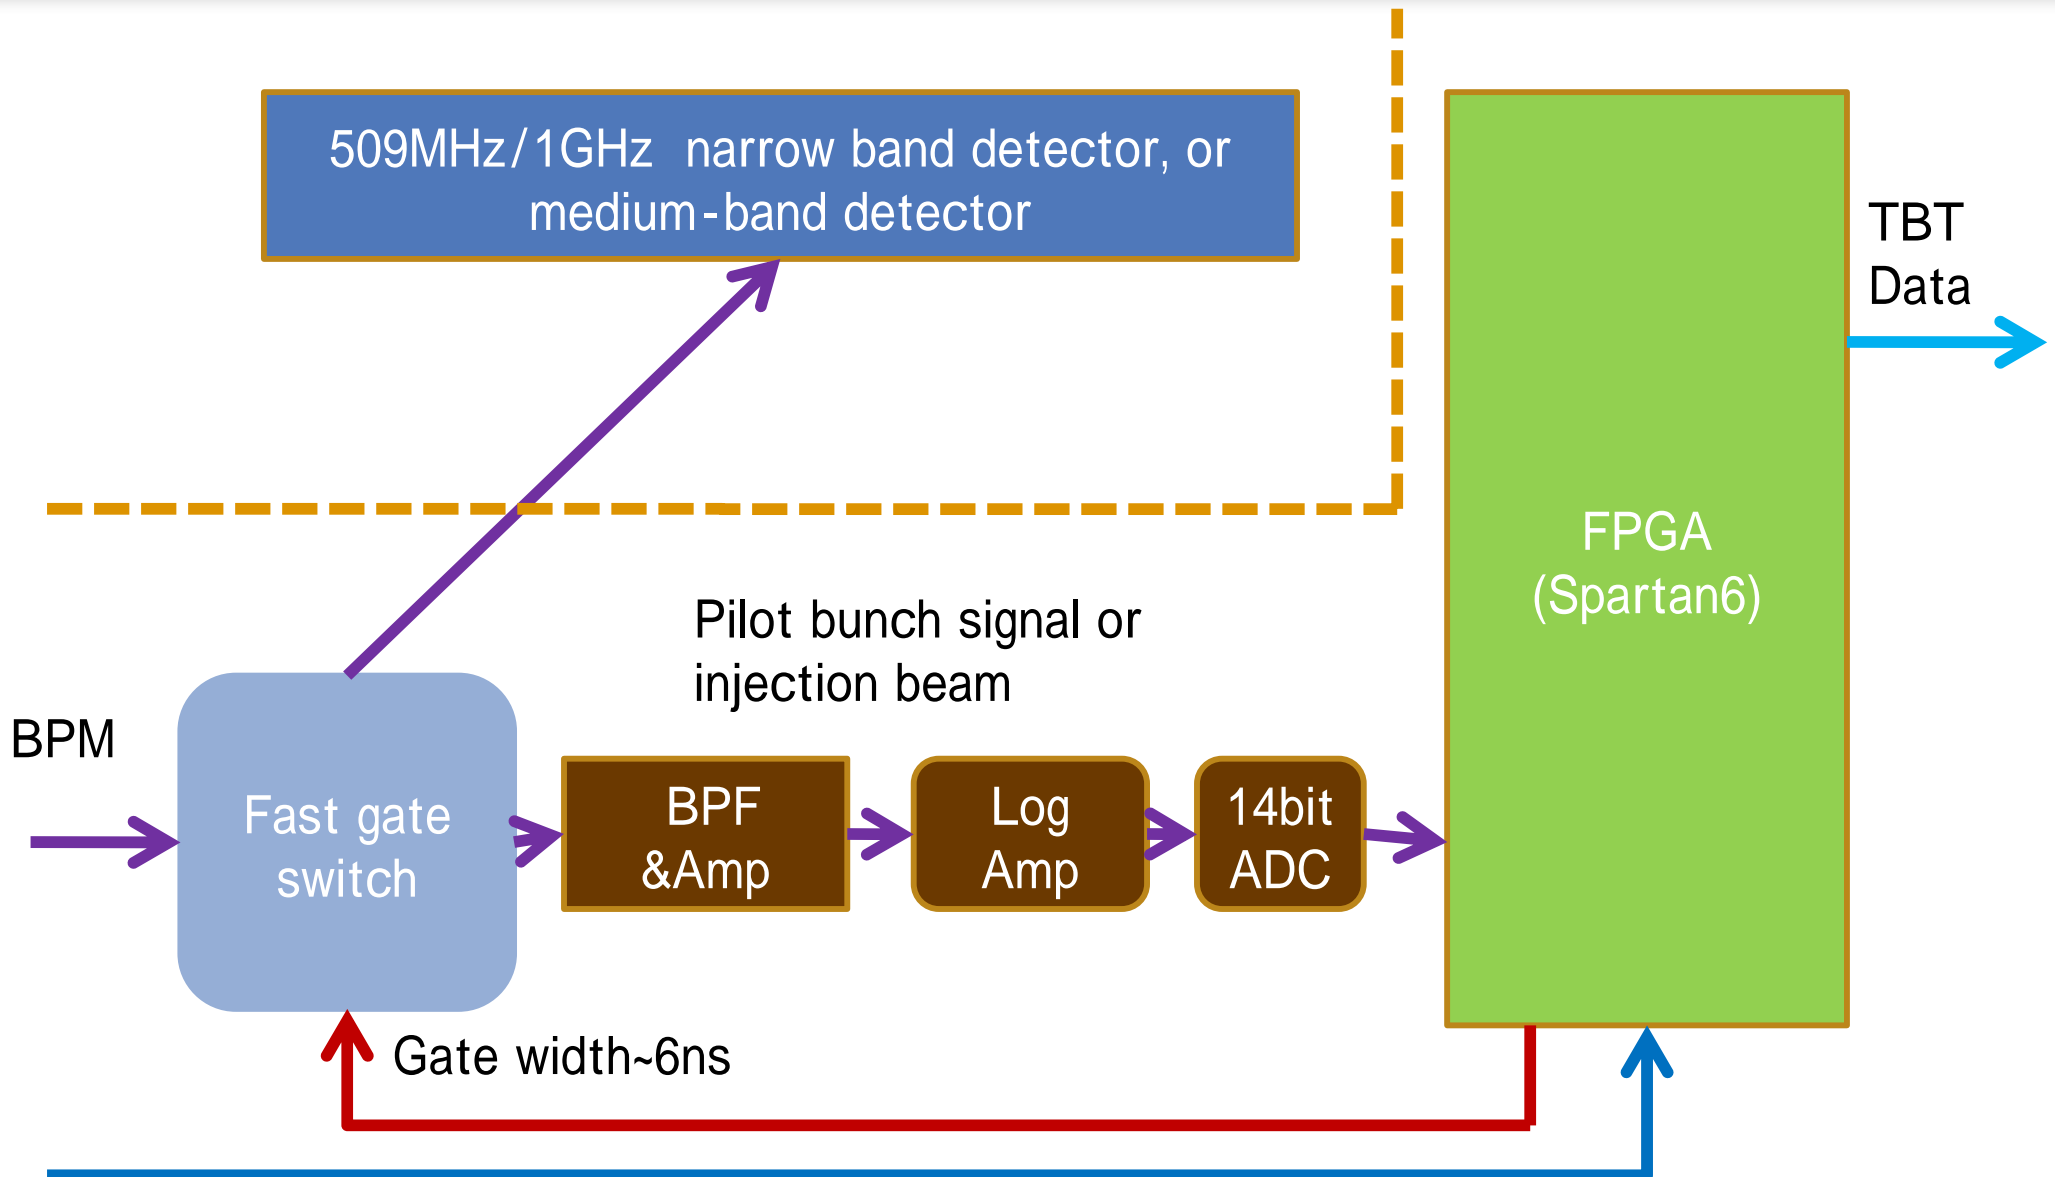 509MHz/1GHz narrow band detector, or
medium-band detector
TBT
Data
FPGA
(Spartan6)
Pilot bunch signal or
injection beam
BPM
Fast gate
switch
BPF
&Amp
Log
Amp
14bit
ADC
Gate width~6ns